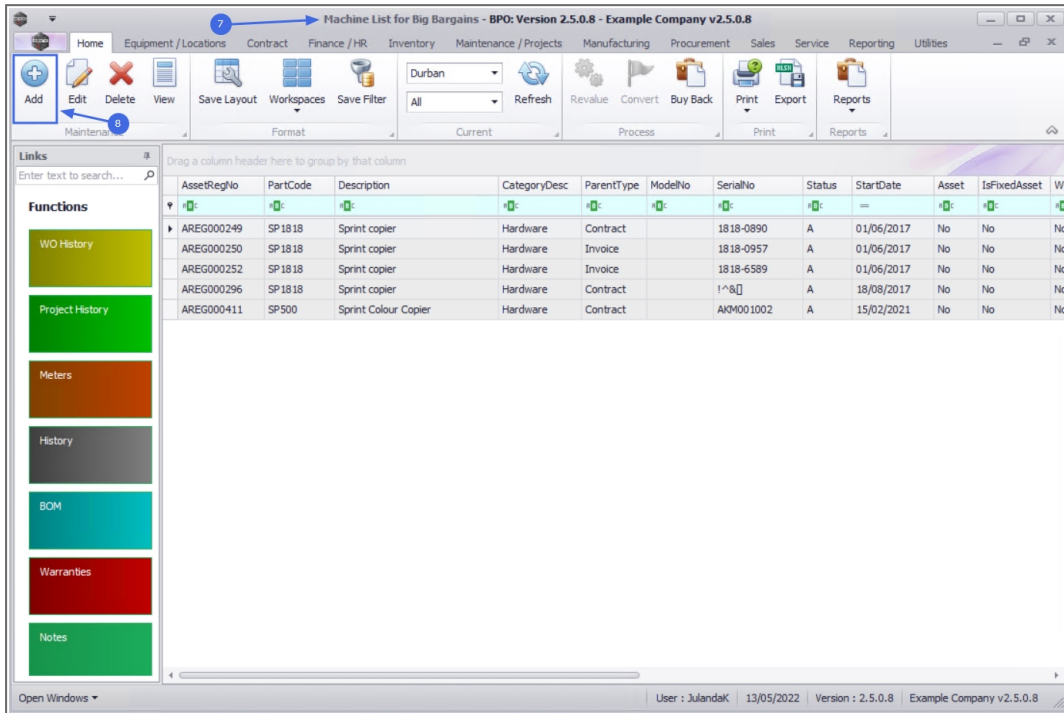 7
Machine List for Big Bargains - BPO: Version 2.5.0.8 - Example Company v2.5.0.8
Home Equipment / Locations Contract Finance / HR Inventory Maintenance / Projects Manufacturing Procurement Sales Service Reporting Utilities
Add Edit Delete View Save Layout Workspaces Save Filter Durban All Refresh Revalue Convert Buy Back Print Export Reports
8
Maintenance Format Current Process Print Reports
Links
Enter text to search...
Functions
WO History
Project History
Meters
History
BOM
Warranties
Notes
Drag a column header here to group by that column
AssetRegNo PartCode Description CategoryDesc ParentType ModelNo SerialNo Status StartDate Asset IsFixedAsset W
AREG000249 SP1818 Sprint copier Hardware Contract 1818-0890 A 01/06/2017 No No No
AREG000250 SP1818 Sprint copier Hardware Invoice 1818-0957 A 01/06/2017 No No No
AREG000252 SP1818 Sprint copier Hardware Invoice 1818-6589 A 01/06/2017 No No No
AREG000296 SP1818 Sprint copier Hardware Contract !^&[] A 18/08/2017 No No No
AREG000411 SP500 Sprint Colour Copier Hardware Contract AKM001002 A 15/02/2021 No No No
Open Windows User : JulandaK 13/05/2022 Version : 2.5.0.8 Example Company v2.5.0.8